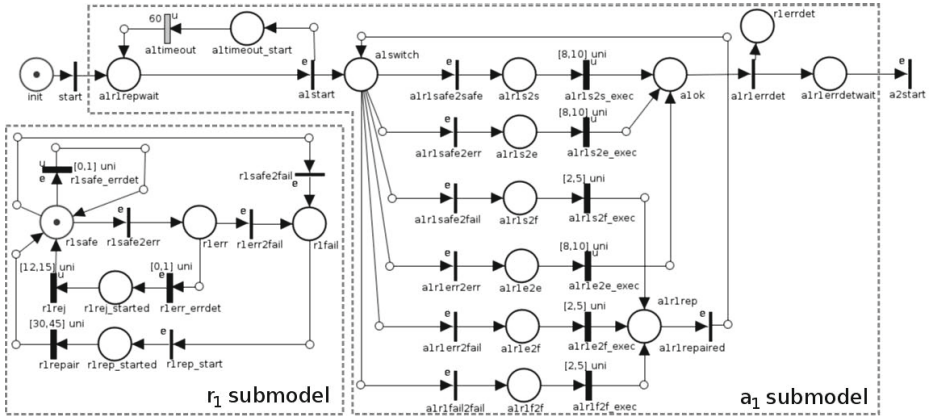 60
u
a1timeout
a1timeout_start
r1errdet
init
start
a1r1repwait
e
a1start
a1switch
e
a1r1safe2safe
a1r1s2s
[8,10] uni
u
a1r1s2s_exec
a1ok
e
a1r1errdet
a1r1errdetwait
e
a2start
e
a1r1safe2err
a1r1s2e
[8,10] uni
u
a1r1s2e_exec
e
a1r1safe2fail
a1r1s2f
[2,5] uni
a1r1s2f_exec
e
a1r1err2err
a1r1e2e
[8,10] uni
a1r1e2e_exec
e
a1r1err2fail
a1r1e2f
[2,5] uni
a1r1e2f_exec
a1r1rep
e
a1r1repaired
e
a1r1fail2fail
a1r1f2f
[2,5] uni
a1r1f2f_exec
a1 submodel
u
[0,1] uni
e
r1safe_errdet
r1safe2fail
e
r1safe
e
r1safe2err
r1err
e
r1err2fail
r1fail
[12,15] uni
u
r1rej
r1rej_started
[0,1] uni
e
r1err_errdet
[30,45] uni
r1repair
r1rep_started
e
r1rep_start
r1 submodel